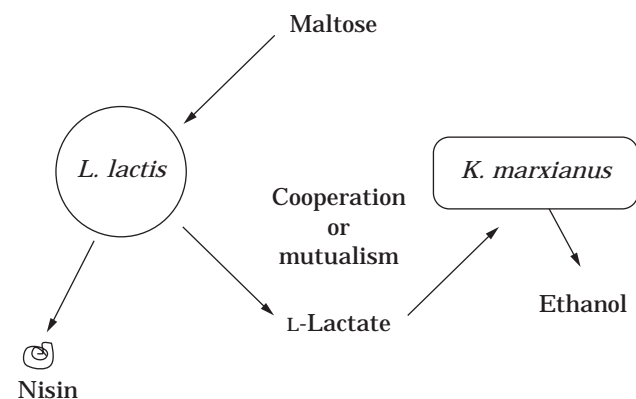 Maltose
L. lactis
K. marxianus
Cooperation
or
mutualism
L-Lactate
Ethanol
Nisin